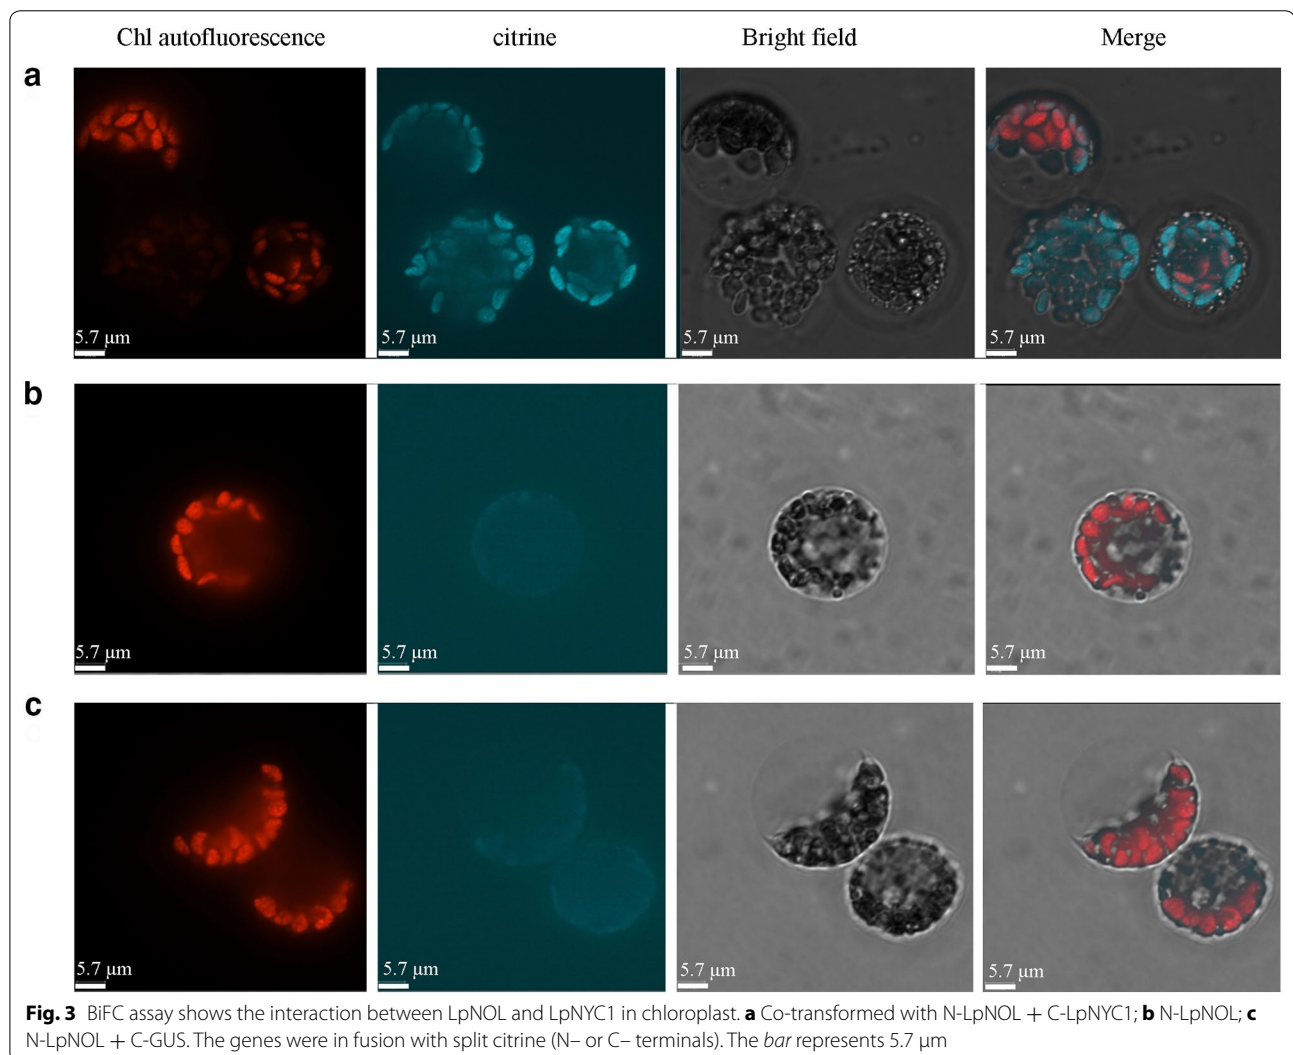 Chl autofluorescence citrine Bright field Merge
a
5.7 µm 5.7 µm 5.7 µm 5.7 µm
b
5.7 µm 5.7 µm 5.7 µm 5.7 µm
c
5.7 µm 5.7 µm 5.7 µm 5.7 µm
Fig. 3 BiFC assay shows the interaction between LpNOL and LpNYC1 in chloroplast. a Co-transformed with N-LpNOL + C-LpNYC1; b N-LpNOL; c
N-LpNOL + C-GUS. The genes were in fusion with split citrine (N– or C– terminals). The bar represents 5.7 µm